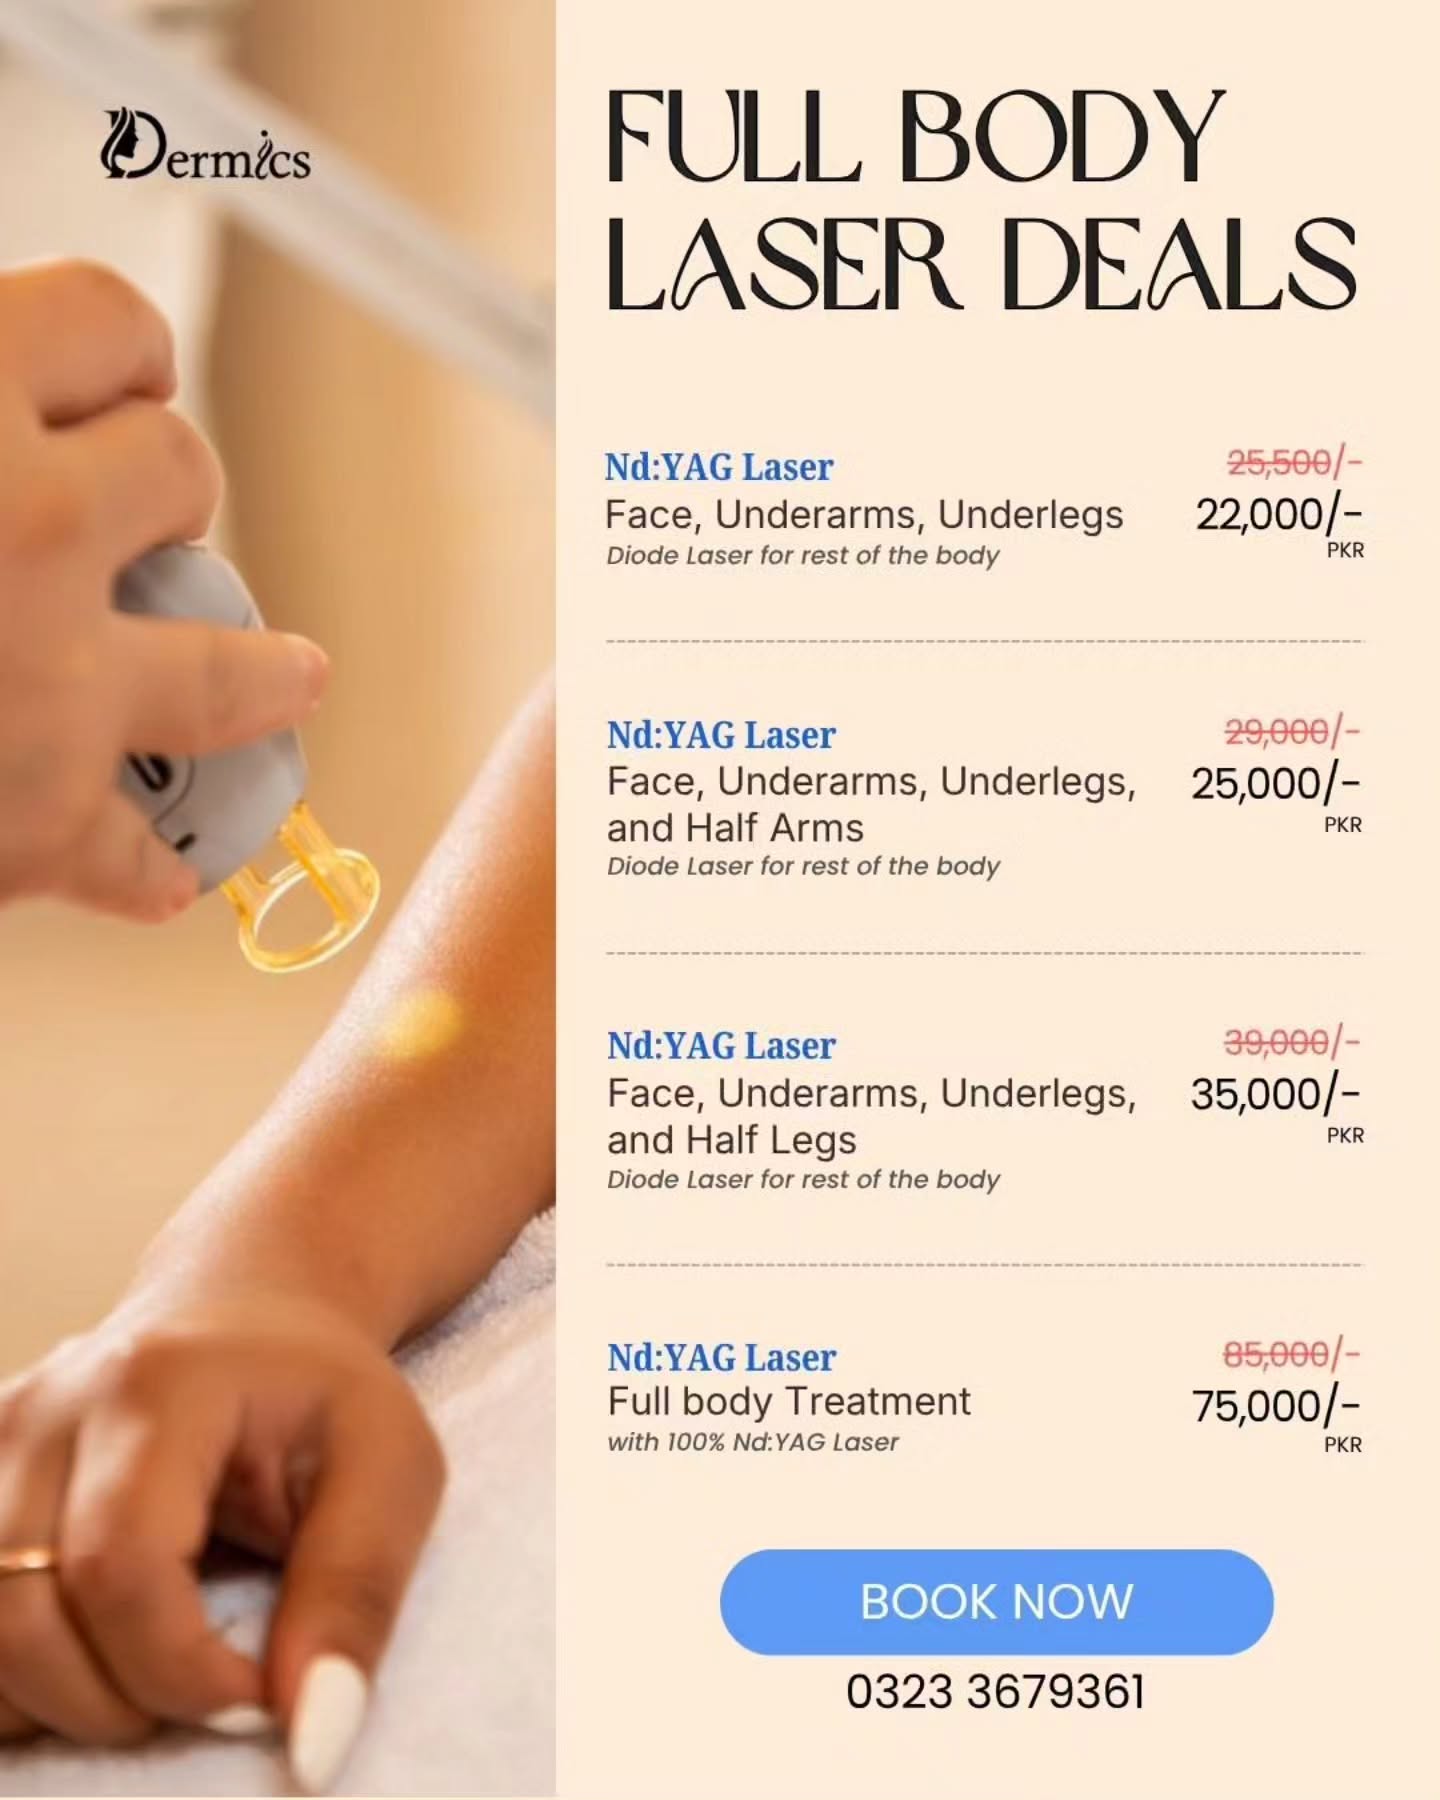 Dermics
FULL BODY
LASER DEALS
Nd:YAG Laser
25,500/-
Face, Underarms, Underlegs
22,000/-
Diode Laser for rest of the body
PKR
Nd:YAG Laser
29,000/-
Face, Underarms, Underlegs,
25,000/-
and Half Arms
PKR
Diode Laser for rest of the body
Nd:YAG Laser
39,000/-
Face, Underarms, Underlegs,
35,000/-
and Half Legs
PKR
Diode Laser for rest of the body
Nd:YAG Laser
85,000/-
Full body Treatment
75,000/-
with 100% Nd:YAG Laser
PKR
BOOK NOW
0323 3679361